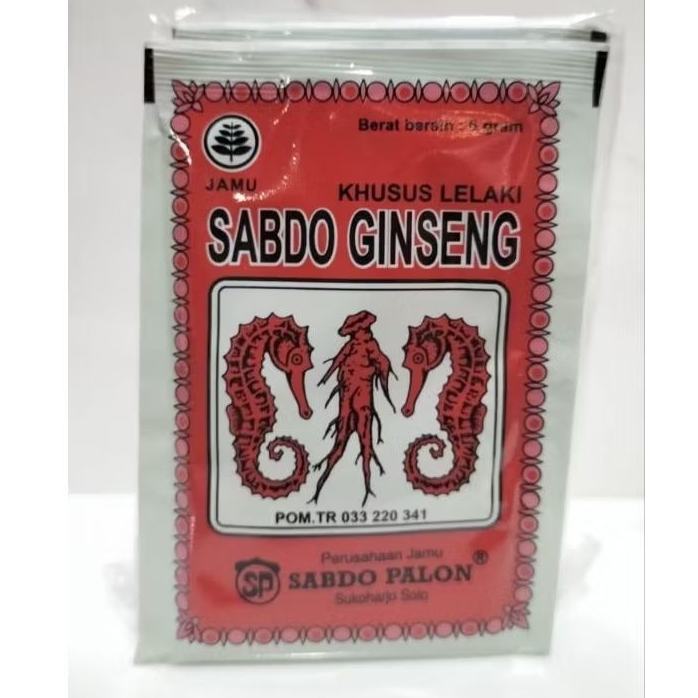 Berat bersih : 6 gram
JAMU
KHUSUS LELAKI
SABDO GINSENG
POM.TR 033 220 341
Perusahaan Jamu
SP SABDO PALON ®
Sukoharjo Solo